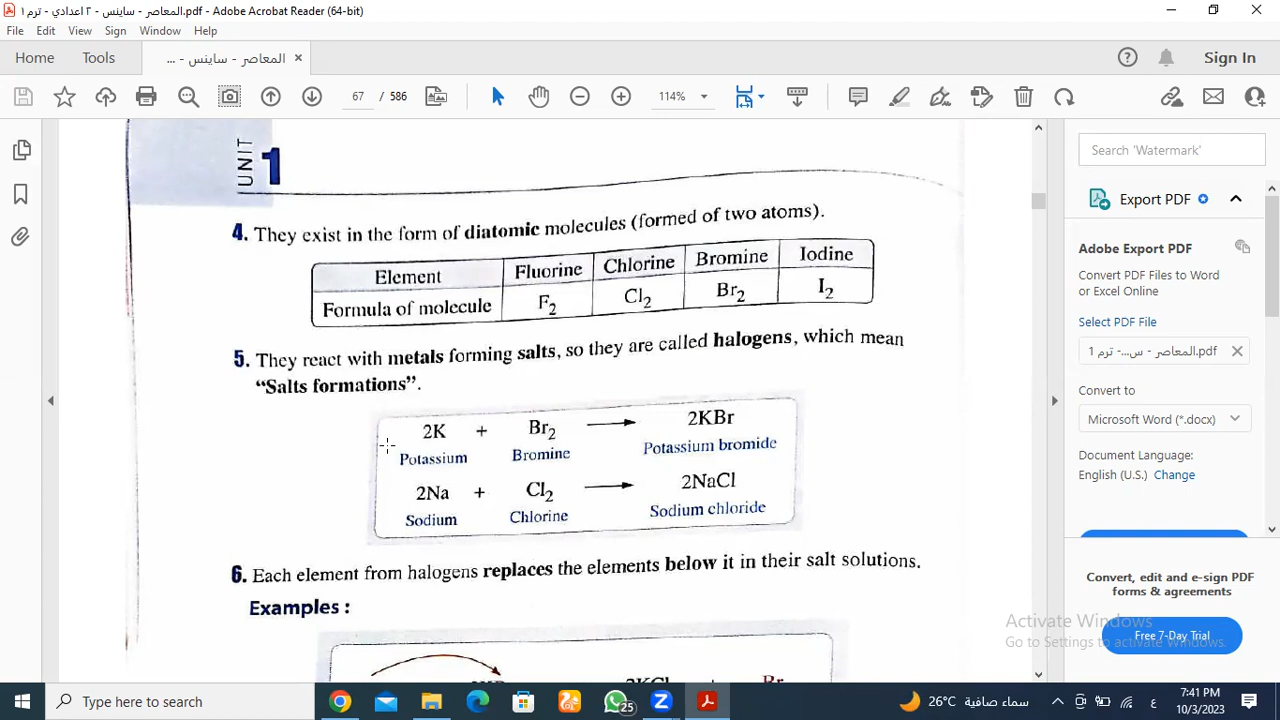 المعاصر - ساينس - ٢ اعدادي - ترم ١.pdf - Adobe Acrobat Reader (64-bit)
File Edit View Sign Window Help
Home Tools المعاصر - ساينس - ... × Sign In
67 / 586 114%
UNIT 1
4. They exist in the form of diatomic molecules (formed of two atoms).
Element Fluorine Chlorine Bromine Iodine
Formula of molecule F2 Cl2 Br2 I2
5. They react with metals forming salts, so they are called halogens, which mean
“Salts formations”.
2K + Br2 → 2KBr
Potassium Bromine Potassium bromide
2Na + Cl2 → 2NaCl
Sodium Chlorine Sodium chloride
6. Each element from halogens replaces the elements below it in their salt solutions.
Examples :
2KCl + Br
Search 'Watermark'
Export PDF
Adobe Export PDF
Convert PDF Files to Word
or Excel Online
Select PDF File
المعاصر - س...- ترم 1.pdf ×
Convert to
Microsoft Word (*.docx)
Document Language:
English (U.S.) Change
Convert, edit and e-sign PDF
forms & agreements
Free 7-Day Trial
Activate Windows
Go to Settings to activate Windows.
Type here to search
25
26°C سماء صافية
ع
7:41 PM
10/3/2023